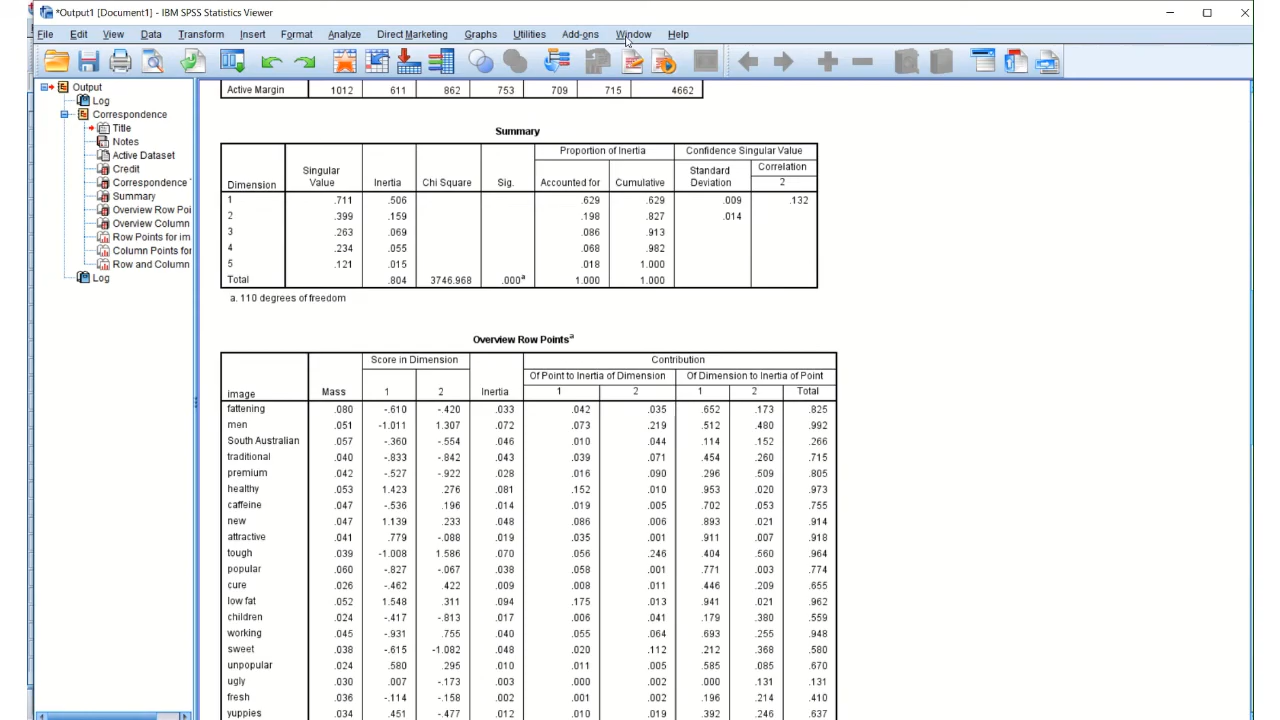 *Output1 [Document1] - IBM SPSS Statistics Viewer
File Edit View Data Transform Insert Format Analyze Direct Marketing Graphs Utilities Add-ons Window Help
Output
Log
Correspondence
Title
Notes
Active Dataset
Credit
Correspondence
Summary
Overview Row Poi
Overview Column
Row Points for im
Column Points for
Row and Column
Log
Active Margin 1012 611 862 753 709 715 4662
Summary
Proportion of Inertia Confidence Singular Value
Correlation
Dimension Singular Value Inertia Chi Square Sig. Accounted for Cumulative Standard Deviation 2
1 .711 .506 .629 .629 .009 .132
2 .399 .159 .198 .827 .014
3 .263 .069 .086 .913
4 .234 .055 .068 .982
5 .121 .015 .018 1.000
Total .804 3746.968 .000a 1.000 1.000
a. 110 degrees of freedom
Overview Row Pointsa
Score in Dimension Contribution
Of Point to Inertia of Dimension Of Dimension to Inertia of Point
image Mass 1 2 Inertia 1 2 1 2 Total
fattening .080 -.610 -.420 .033 .042 .035 .652 .173 .825
men .051 -1.011 1.307 .072 .073 .219 .512 .480 .992
South Australian .057 -.360 -.554 .046 .010 .044 .114 .152 .266
traditional .040 -.833 -.842 .043 .039 .071 .454 .260 .715
premium .042 -.527 -.922 .028 .016 .090 .296 .509 .805
healthy .053 1.423 .276 .081 .152 .010 .953 .020 .973
caffeine .047 -.536 .196 .014 .019 .005 .702 .053 .755
new .047 1.139 .233 .048 .086 .006 .893 .021 .914
attractive .041 .779 -.088 .019 .035 .001 .911 .007 .918
tough .039 -1.008 1.586 .070 .056 .246 .404 .560 .964
popular .060 -.827 -.067 .038 .058 .001 .771 .003 .774
cure .026 -.462 .422 .009 .008 .011 .446 .209 .655
low fat .052 1.548 .311 .094 .175 .013 .941 .021 .962
children .024 -.417 -.813 .017 .006 .041 .179 .380 .559
working .045 -.931 .755 .040 .055 .064 .693 .255 .948
sweet .038 -.615 -1.082 .048 .020 .112 .212 .368 .580
unpopular .024 .580 .295 .010 .011 .005 .585 .085 .670
ugly .030 .007 -.173 .003 .000 .002 .000 .131 .131
fresh .036 -.114 -.158 .002 .001 .002 .196 .214 .410
yuppies .034 .451 -.477 .012 .010 .019 .392 .246 .637